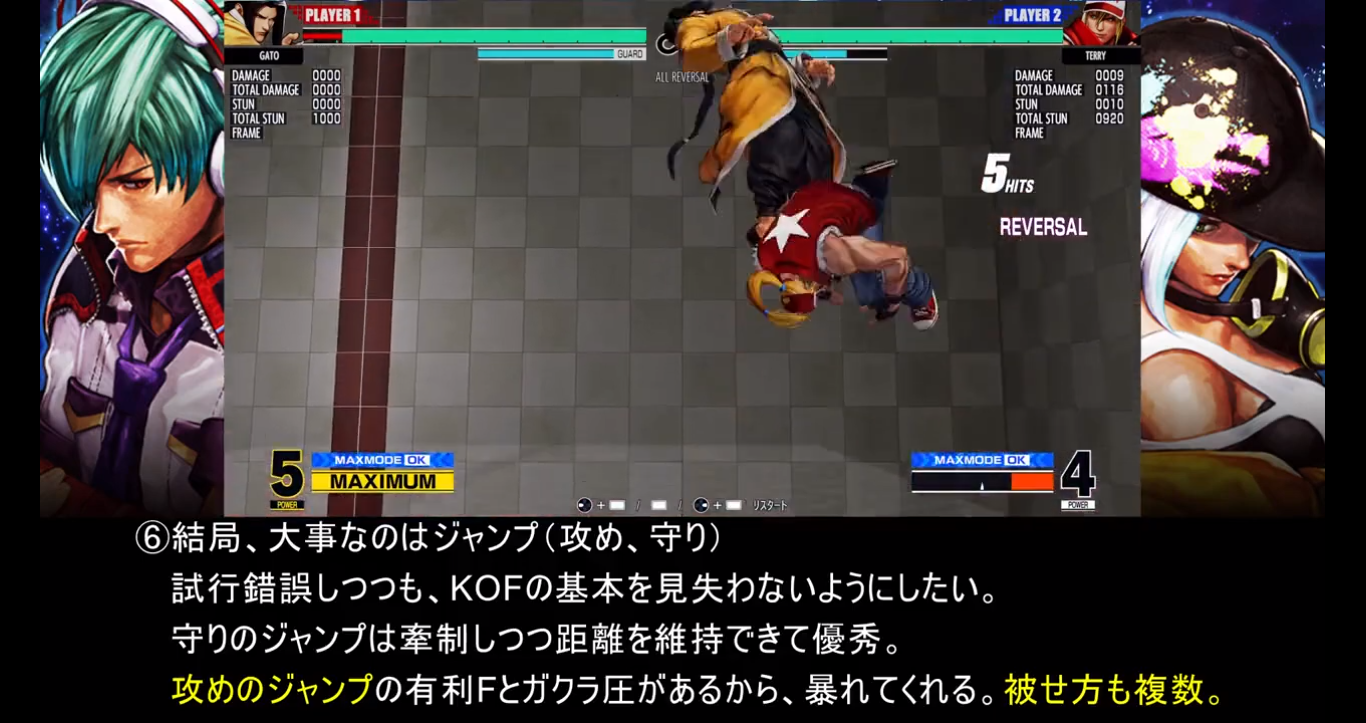 PLAYER 1
PLAYER 2
GATO
GUARD
TERRY
ALL REVERSAL
DAMAGE 0000
TOTAL DAMAGE 0000
STUN 0000
TOTAL STUN 1000
FRAME
DAMAGE 0009
TOTAL DAMAGE 0116
STUN 0010
TOTAL STUN 0920
FRAME
5 HITS
REVERSAL
5 POWER
MAXMODE OK
MAXIMUM
MAXMODE OK
4 POWER
+ / / + リスタート
⑥結局、大事なのはジャンプ(攻め、守り)
試行錯誤しつつも、KOFの基本を見失わないようにしたい。
守りのジャンプは牽制しつつ距離を維持できて優秀。
攻めのジャンプの有利Fとガクラ圧があるから、暴れてくれる。被せ方も複数。